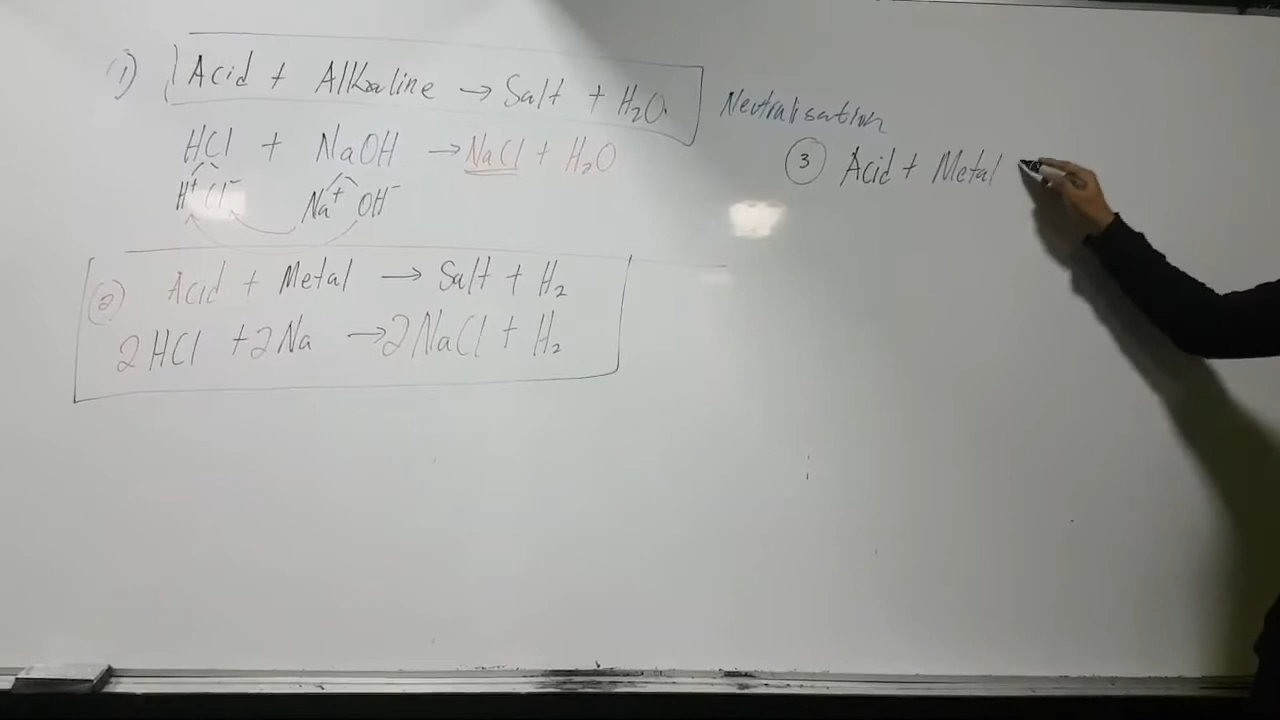 1) Acid + Alkaline → Salt + H₂O. Neutralisation
HCl + NaOH → NaCl + H₂O
H⁺ Cl⁻ Na⁺ OH⁻
(2) Acid + Metal → Salt + H₂
2HCl + 2Na → 2NaCl + H₂
3 Acid + Metal